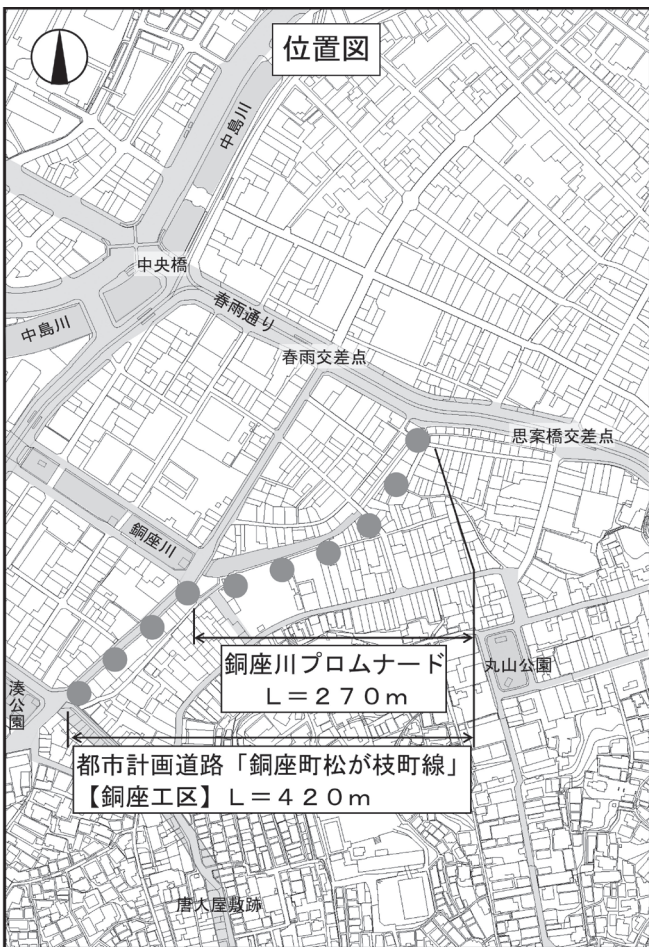 位置図
中島川
中央橋
春雨通り
中島川
春雨交差点
思案橋交差点
銅座川
銅座川プロムナード
L=270m
丸山公園
湊公園
都市計画道路「銅座町松が枝町線」
【銅座工区】L=420m
唐人屋敷跡